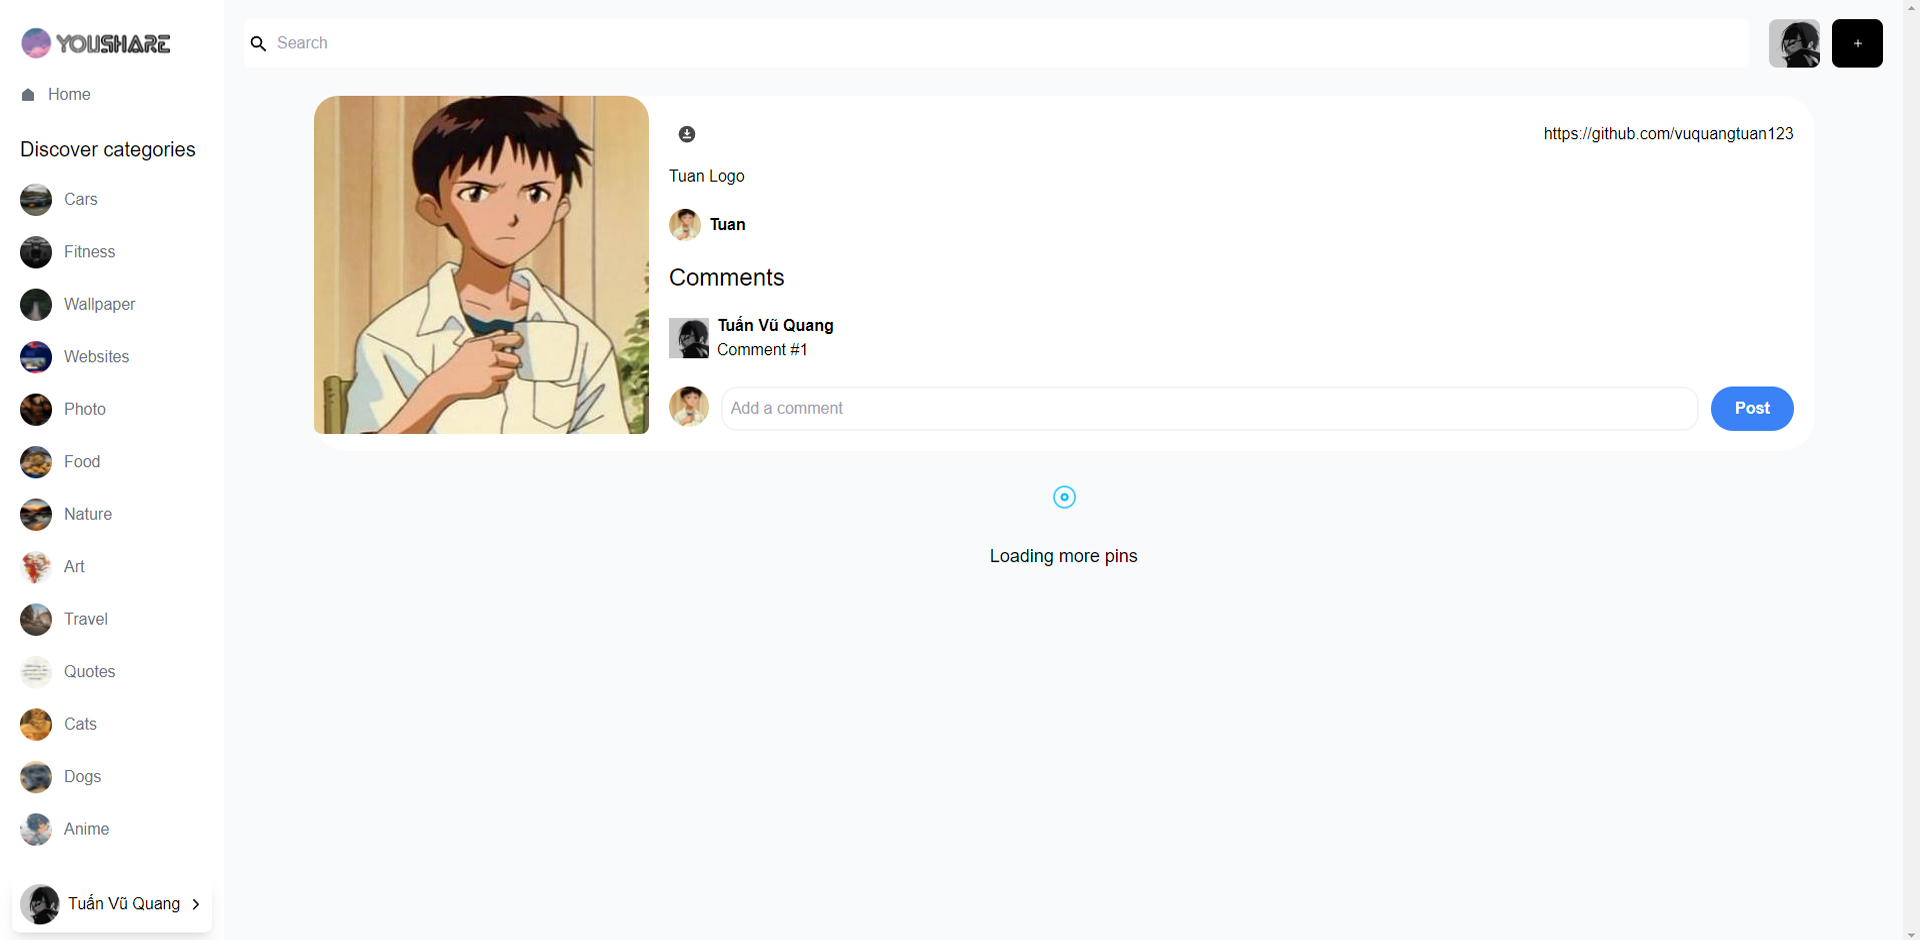 YOUSHARE
Search
+
Home
Discover categories
Cars
Fitness
Wallpaper
Websites
Photo
Food
Nature
Art
Travel
Quotes
Cats
Dogs
Anime
Tuấn Vũ Quang
https://github.com/vuquangtuan123
Tuan Logo
Tuan
Comments
Tuấn Vũ Quang
Comment #1
Add a comment
Post
Loading more pins